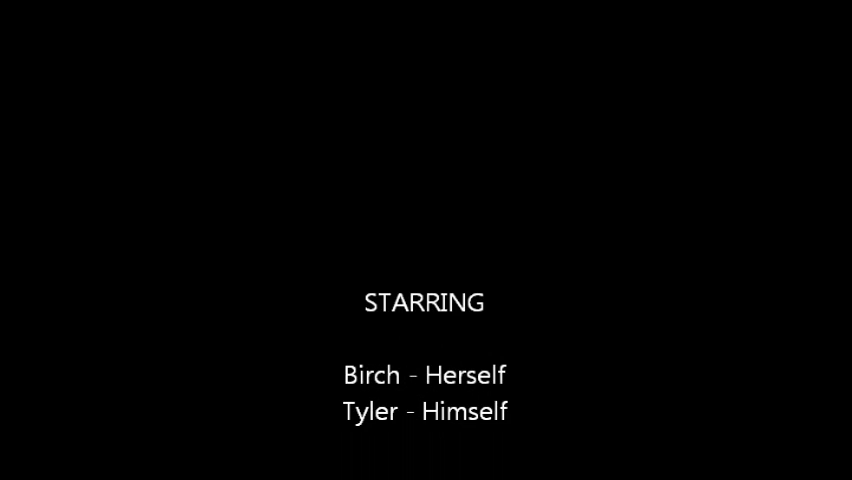 STARRING
Birch - Herself
Tyler - Himself